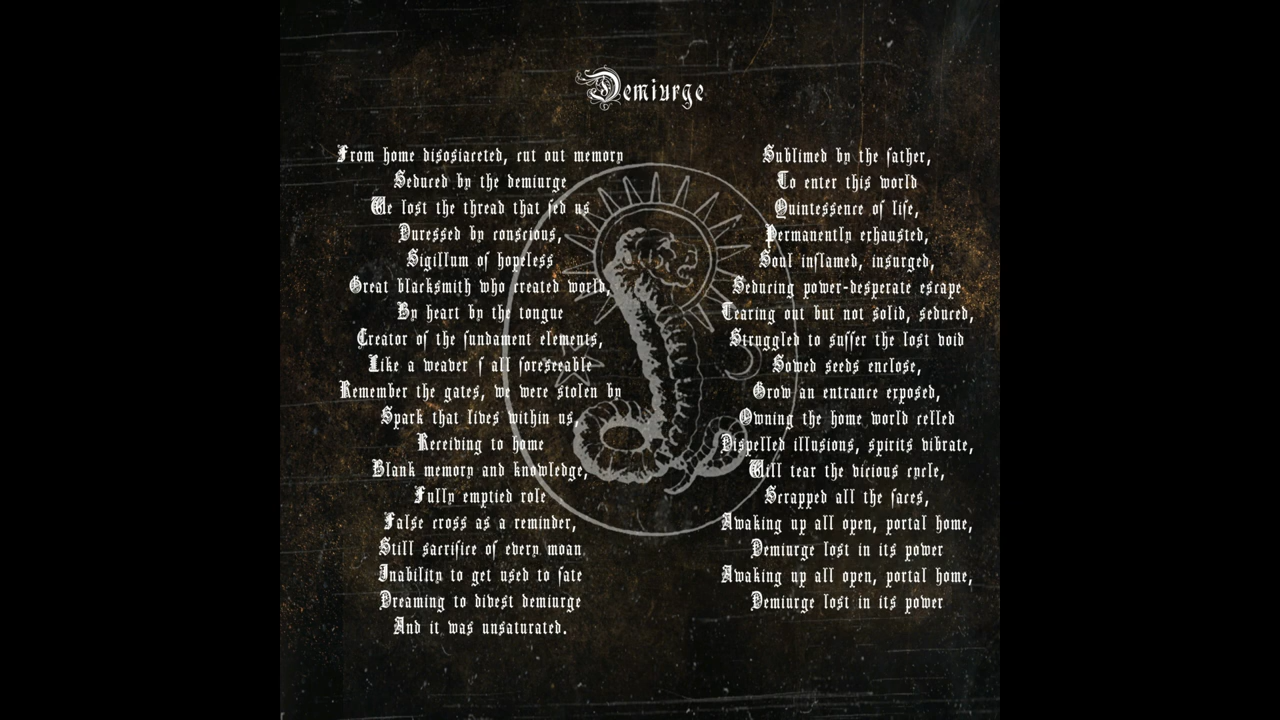 Demiurge
From home disosiaceted, cut out memory
Seduced by the demiurge
We lost the thread that fed us
Duressed by conscious,
Sigillum of hopeless
Great blacksmith who created world,
By heart by the tongue
Creator of the fundament elements,
Like a weaver f all foreseeable
Remember the gates, we were stolen by
Spark that lives within us,
Receiving to home
Blank memory and knowledge,
Fully emptied role
False cross as a reminder,
Still sacrifice of every moan
Inability to get used to fate
Dreaming to divest demiurge
And it was unsaturated.
Sublimed by the father,
To enter this world
Quintessence of life,
Permanently exhausted,
Soul inflamed, insurged,
Seducing power-desperate escape
Tearing out but not solid, seduced,
Struggled to suffer the lost void
Sowed seeds enclose,
Grow an entrance exposed,
Owning the home world celled
Dispelled illusions, spirits vibrate,
Will tear the vicious cycle,
Scrapped all the faces,
Awaking up all open, portal home,
Demiurge lost in its power
Awaking up all open, portal home,
Demiurge lost in its power